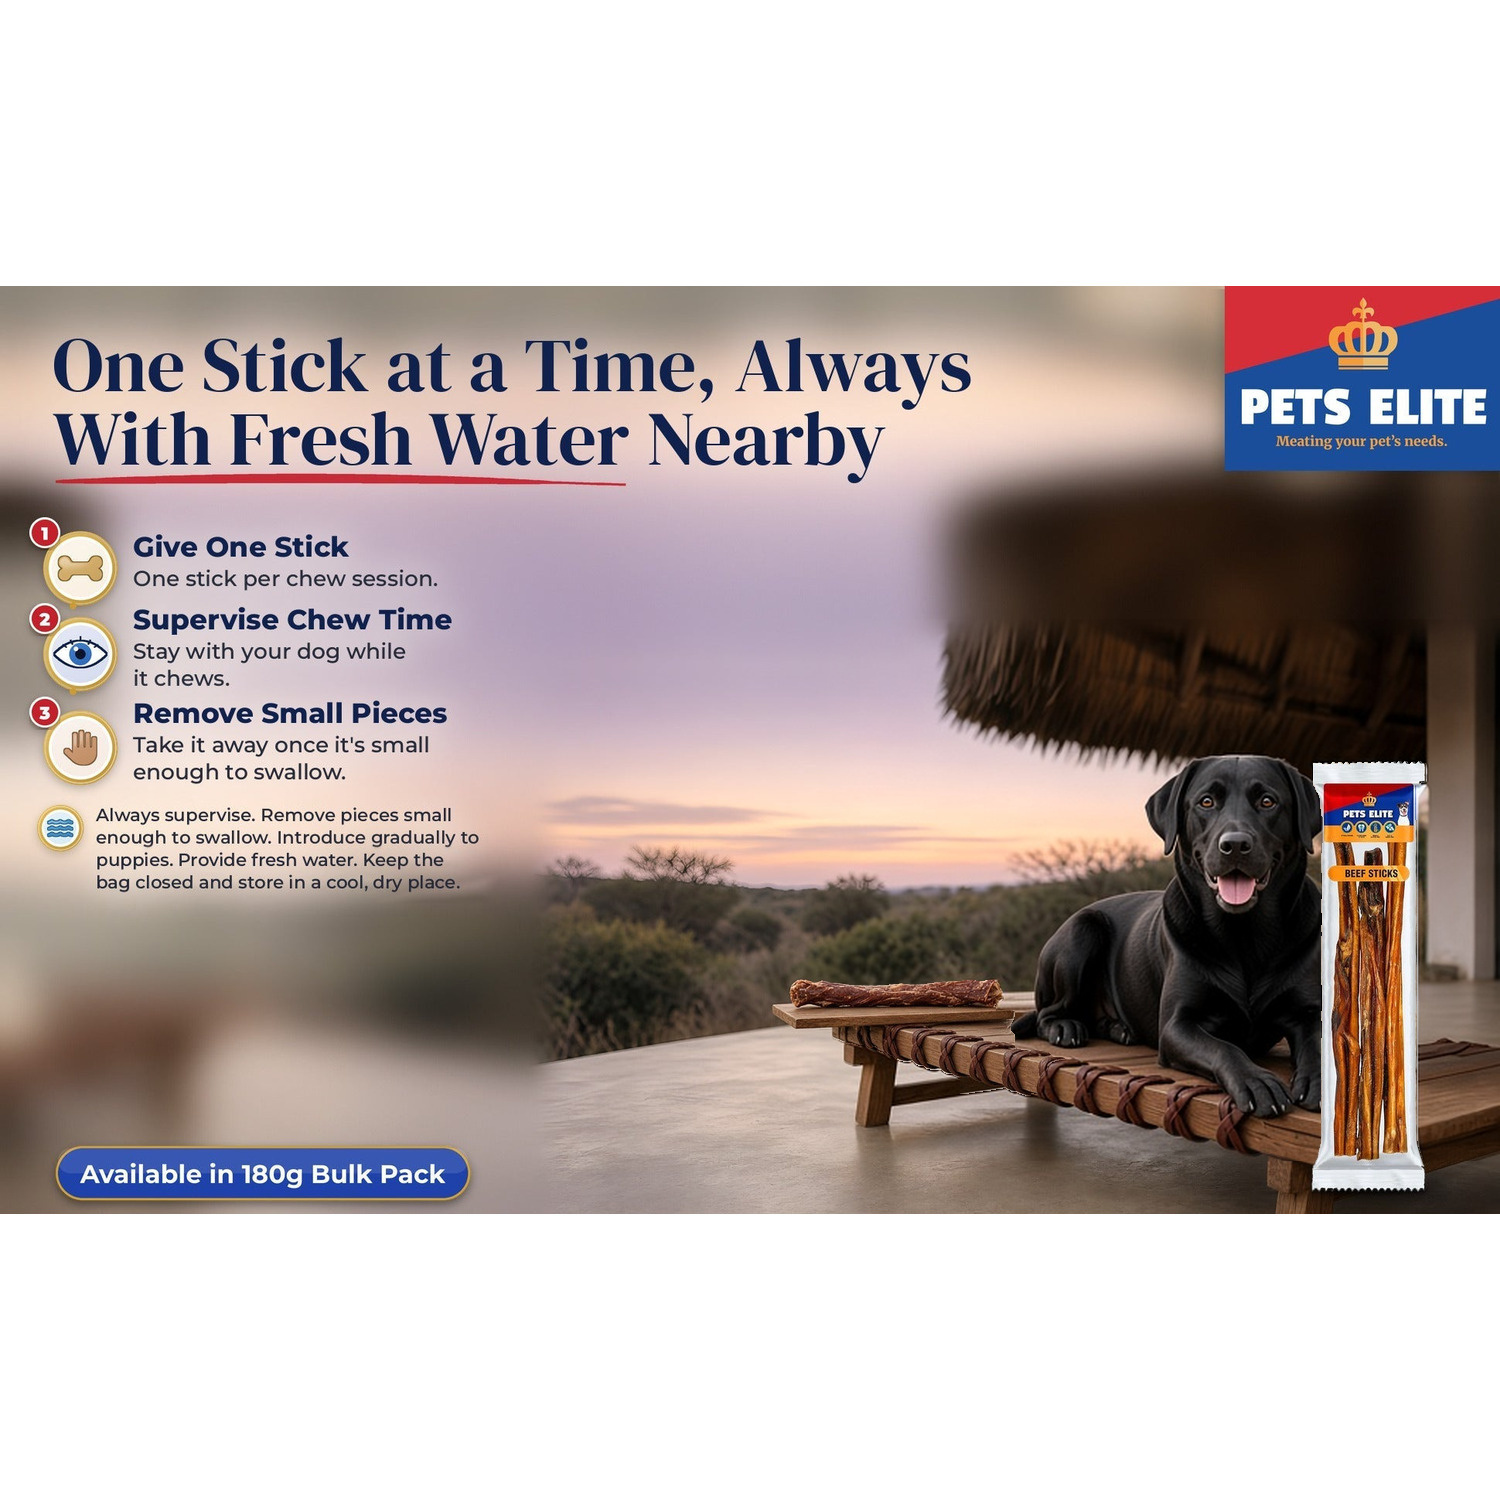 One Stick at a Time, Always
With Fresh Water Nearby
PETS ELITE
Meating your pet's needs.
1
Give One Stick
One stick per chew session.
2
Supervise Chew Time
Stay with your dog while
it chews.
3
Remove Small Pieces
Take it away once it's small
enough to swallow.
Always supervise. Remove pieces small
enough to swallow. Introduce gradually to
puppies. Provide fresh water. Keep the
bag closed and store in a cool, dry place.
Available in 180g Bulk Pack
PETS ELITE
BEEF STICKS